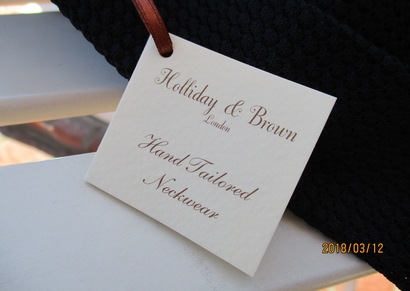 Holliday & Brown
London
Hand Tailored
Neckwear
2018/03/12